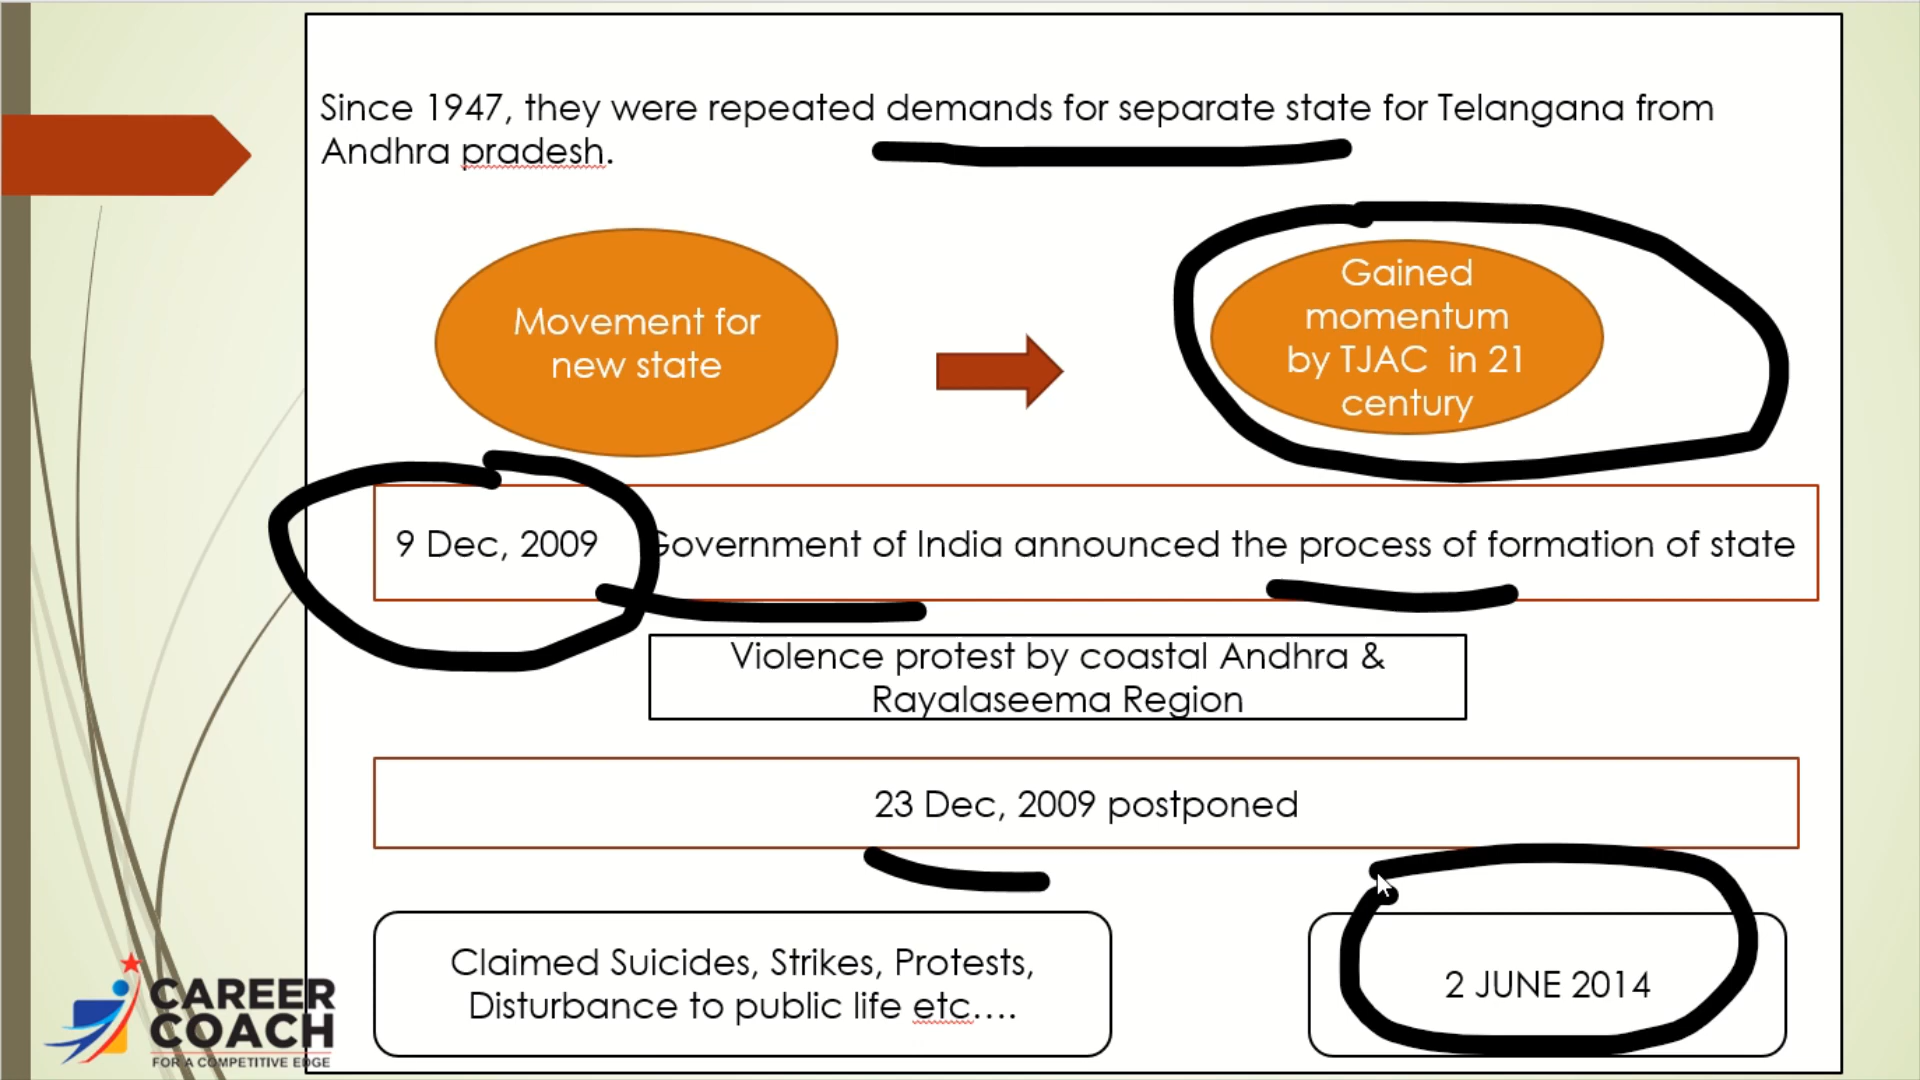 Since 1947, they were repeated demands for separate state for Telangana from
Andhra pradesh.
Movement for
new state
Gained
momentum
by TJAC in 21
century
9 Dec, 2009 Government of India announced the process of formation of state
Violence protest by coastal Andhra &
Rayalaseema Region
23 Dec, 2009 postponed
Claimed Suicides, Strikes, Protests,
Disturbance to public life etc....
2 JUNE 2014
CAREER
COACH
FOR A COMPETITIVE EDGE